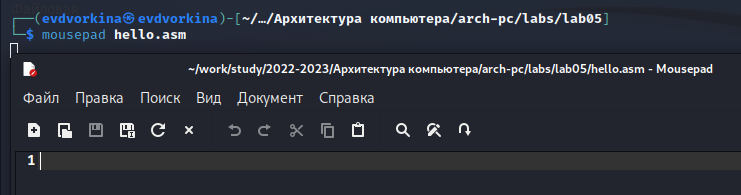 (evdvorkina㉿evdvorkina)-[~/…/Архитектура компьютера/arch-pc/labs/lab05]
$ mousepad hello.asm
~/work/study/2022-2023/Архитектура компьютера/arch-pc/labs/lab05/hello.asm - Mousepad
Файл Правка Поиск Вид Документ Справка
1